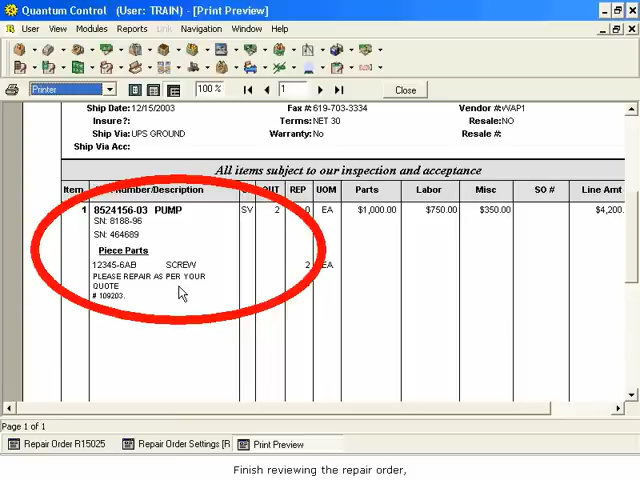 Quantum Control (User: TRAIN) - [Print Preview]
User View Modules Reports Link Navigation Window Help
Printer 100 % 1 Close
Ship Date: 12/15/2003 Fax #: 619-703-3334 Vendor #: WAP1
Insure?: Terms: NET 30 Resale: NO
Ship Via: UPS GROUND Warranty: No Resale #:
Ship Via Acc:
All items subject to our inspection and acceptance
Item Number/Description QUT REP UOM Parts Labor Misc SO # Line Amt
1 8524156-03 PUMP SV 2 0 EA $1,000.00 $750.00 $350.00 $4,200.
SN: 8188-96
SN: 464689
Piece Parts
12345-6AB SCREW 2 EA
PLEASE REPAIR AS PER YOUR
QUOTE
# 109203.
Page 1 of 1
Repair Order R15025 Repair Order Settings [R Print Preview
Finish reviewing the repair order,